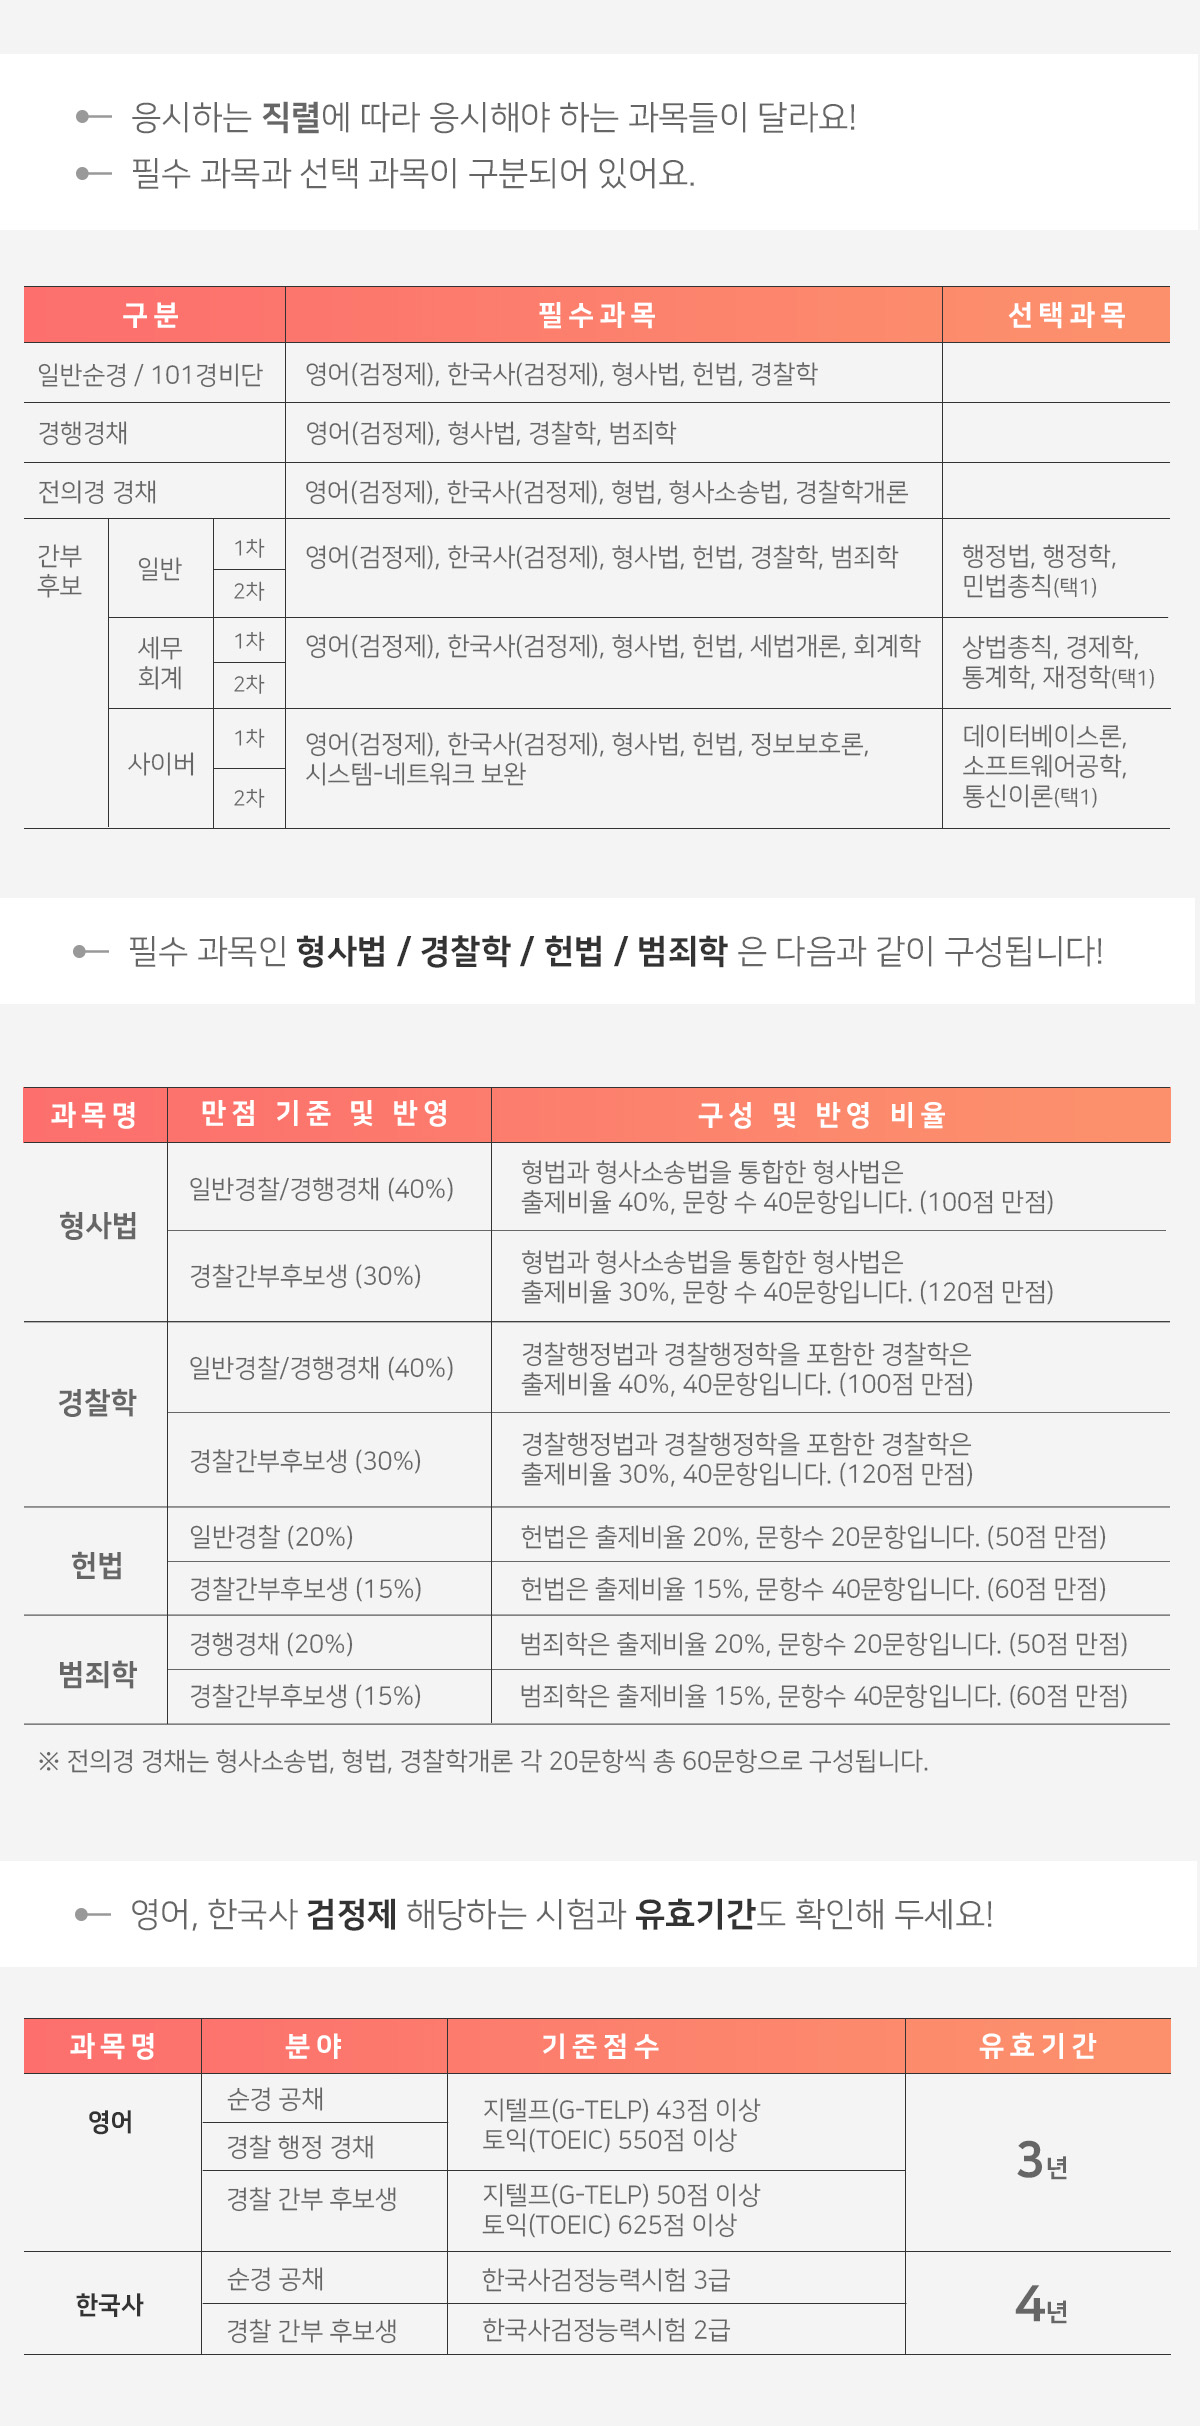 응시하는 직렬에 따라 응시해야 하는 과목들이 달라요!
필수 과목과 선택 과목이 구분되어 있어요.
구분 필수과목 선택과목
일반순경 / 101경비단 영어(검정제), 한국사(검정제), 형사법, 헌법, 경찰학
경행경채 영어(검정제), 형사법, 경찰학, 범죄학
전의경 경채 영어(검정제), 한국사(검정제), 형법, 형사소송법, 경찰학개론
간부
후보
일반
1차
2차
영어(검정제), 한국사(검정제), 형사법, 헌법, 경찰학, 범죄학
행정법, 행정학,
민법총칙(택1)
세무
회계
1차
2차
영어(검정제), 한국사(검정제), 형사법, 헌법, 세법개론, 회계학
상법총칙, 경제학,
통계학, 재정학(택1)
사이버
1차
2차
영어(검정제), 한국사(검정제), 형사법, 헌법, 정보보호론,
시스템-네트워크 보완
데이터베이스론,
소프트웨어공학,
통신이론(택1)
필수 과목인 형사법 / 경찰학 / 헌법 / 범죄학 은 다음과 같이 구성됩니다!
과목명 만점 기준 및 반영 구성 및 반영 비율
형사법
일반경찰/경행경채 (40%)
형법과 형사소송법을 통합한 형사법은
출제비율 40%, 문항 수 40문항입니다. (100점 만점)
경찰간부후보생 (30%)
형법과 형사소송법을 통합한 형사법은
출제비율 30%, 문항 수 40문항입니다. (120점 만점)
경찰학
일반경찰/경행경채 (40%)
경찰행정법과 경찰행정학을 포함한 경찰학은
출제비율 40%, 40문항입니다. (100점 만점)
경찰간부후보생 (30%)
경찰행정법과 경찰행정학을 포함한 경찰학은
출제비율 30%, 40문항입니다. (120점 만점)
헌법
일반경찰 (20%) 헌법은 출제비율 20%, 문항수 20문항입니다. (50점 만점)
경찰간부후보생 (15%) 헌법은 출제비율 15%, 문항수 40문항입니다. (60점 만점)
범죄학
경행경채 (20%) 범죄학은 출제비율 20%, 문항수 20문항입니다. (50점 만점)
경찰간부후보생 (15%) 범죄학은 출제비율 15%, 문항수 40문항입니다. (60점 만점)
※ 전의경 경채는 형사소송법, 형법, 경찰학개론 각 20문항씩 총 60문항으로 구성됩니다.
영어, 한국사 검정제 해당하는 시험과 유효기간도 확인해 두세요!
과목명 분야 기준점수 유효기간
영어
순경 공채
경찰 행정 경채
지텔프(G-TELP) 43점 이상
토익(TOEIC) 550점 이상
경찰 간부 후보생
지텔프(G-TELP) 50점 이상
토익(TOEIC) 625점 이상
3년
한국사
순경 공채 한국사검정능력시험 3급
경찰 간부 후보생 한국사검정능력시험 2급
4년